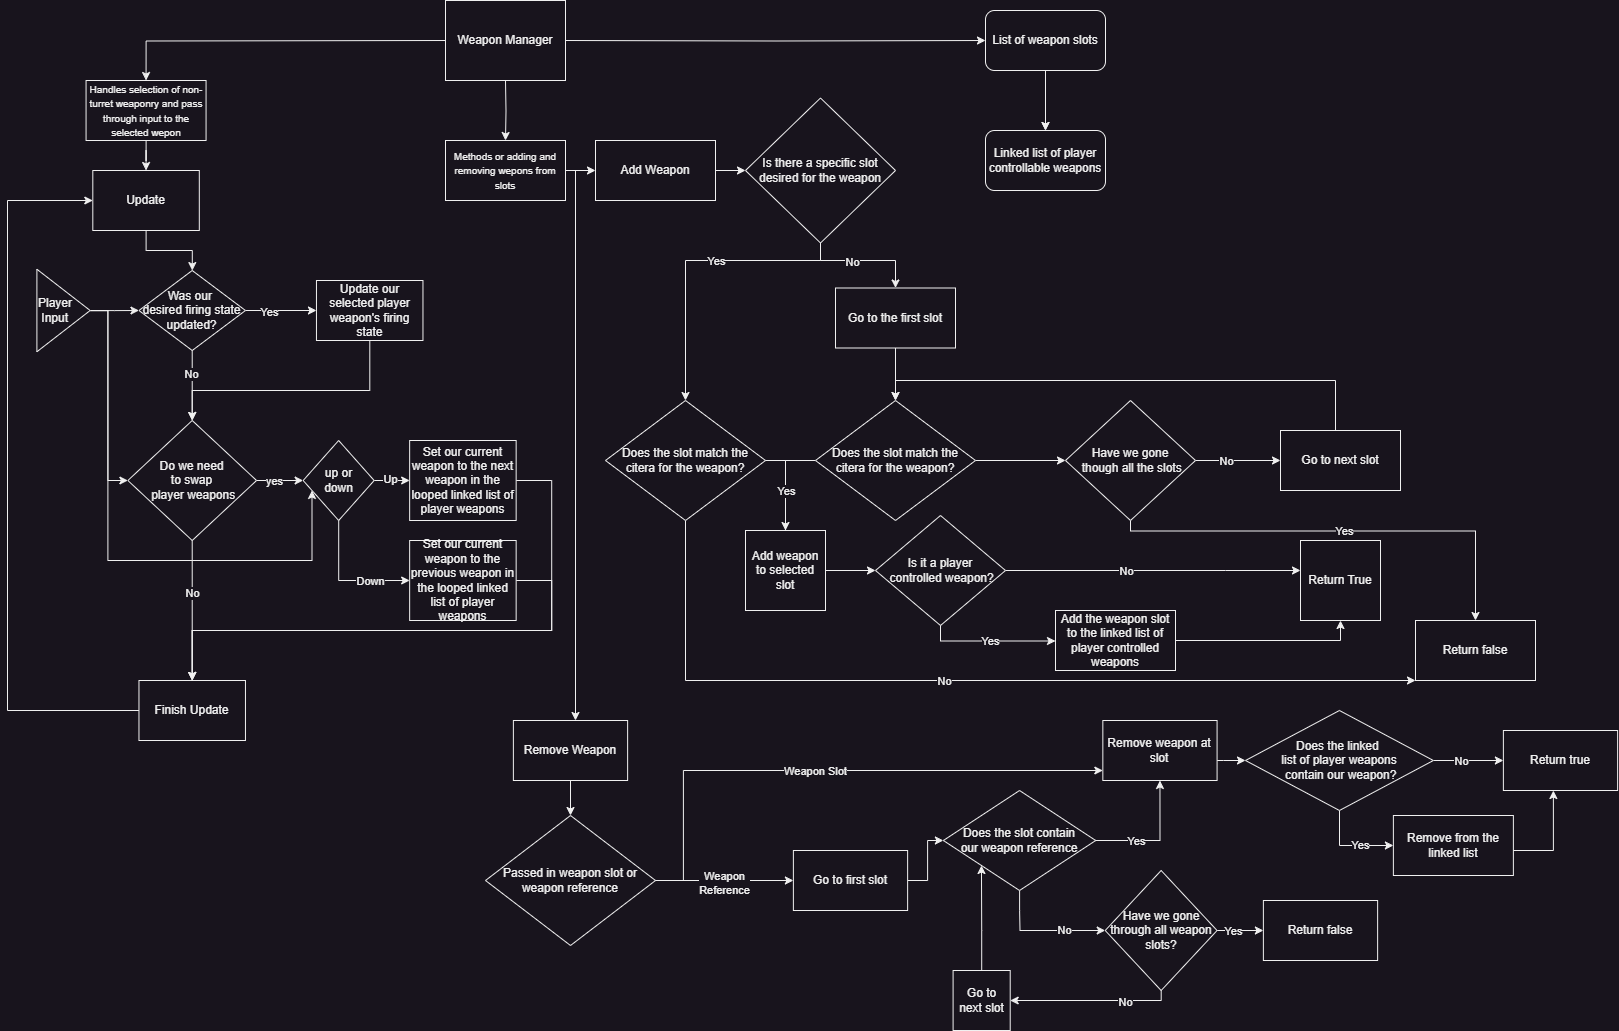 Weapon Manager
List of weapon slots
Handles selection of non-
turret weaponry and pass
through input to the
selected wepon
Methods or adding and
removing wepons from
slots
Add Weapon
Is there a specific slot
desired for the weapon
Linked list of player
controllable weapons
Update
Yes
No
Player
Input
Was our
desired firing state
updated?
Yes
Update our
selected player
weapon's firing
state
Go to the first slot
No
Do we need
to swap
player weapons
yes
up or
down
Up
Set our current
weapon to the next
weapon in the
looped linked list of
player weapons
Does the slot match the
citera for the weapon?
Does the slot match the
citera for the weapon?
Have we gone
though all the slots
No
Go to next slot
Yes
Yes
Down
Set our current
weapon to the
previous weapon in
the looped linked
list of player
weapons
Add weapon
to selected
slot
Is it a player
controlled weapon?
No
Return True
No
Yes
Add the weapon slot
to the linked list of
player controlled
weapons
Return false
No
Finish Update
Remove Weapon
Weapon Slot
Remove weapon at
slot
Does the linked
list of player weapons
contain our weapon?
No
Return true
Passed in weapon slot or
weapon reference
Weapon
Reference
Go to first slot
Does the slot contain
our weapon reference
Yes
Yes
Remove from the
linked list
No
Have we gone
through all weapon
slots?
Yes
Return false
Go to
next slot
No